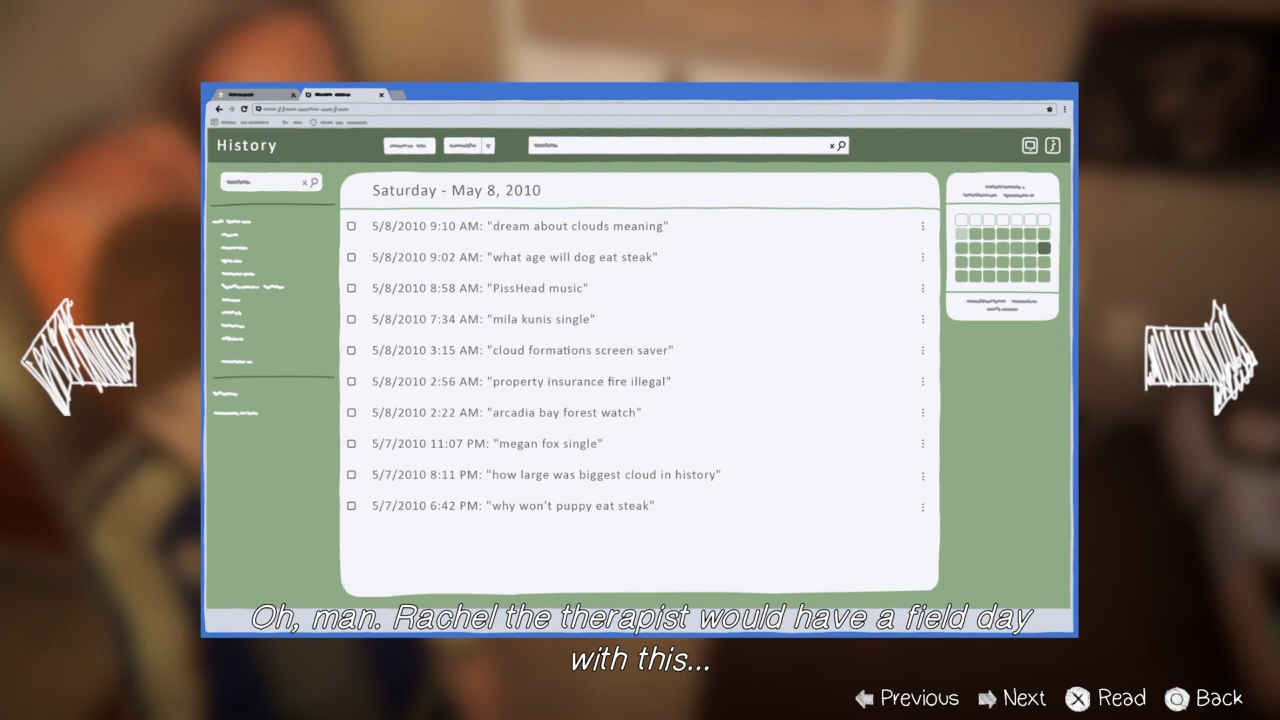 History
Saturday - May 8, 2010
5/8/2010 9:10 AM: "dream about clouds meaning"
5/8/2010 9:02 AM: "what age will dog eat steak"
5/8/2010 8:58 AM: "PissHead music"
5/8/2010 7:34 AM: "mila kunis single"
5/8/2010 3:15 AM: "cloud formations screen saver"
5/8/2010 2:56 AM: "property insurance fire illegal"
5/8/2010 2:22 AM: "arcadia bay forest watch"
5/7/2010 11:07 PM: "megan fox single"
5/7/2010 8:11 PM: "how large was biggest cloud in history"
5/7/2010 6:42 PM: "why won't puppy eat steak"
Oh, man. Rachel the therapist would have a field day
with this...
Previous Next Read Back